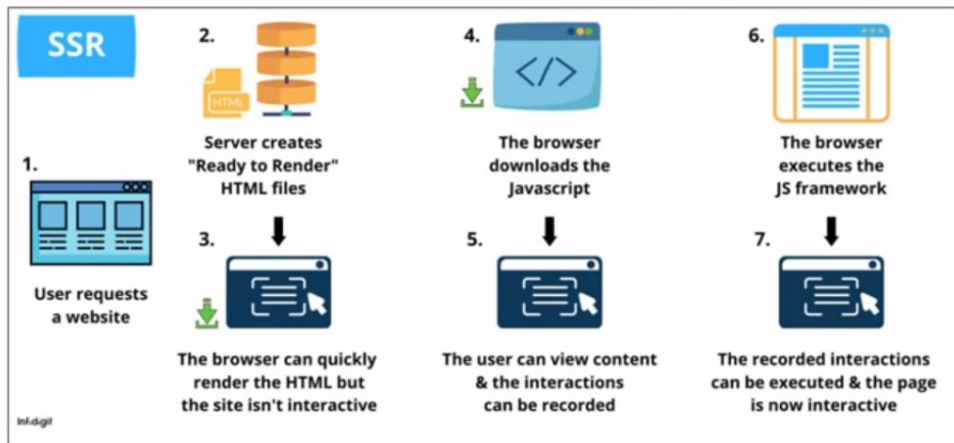 SSR
1.
User requests
a website
2.
HTML
Server creates
"Ready to Render"
HTML files
3.
The browser can quickly
render the HTML but
the site isn't interactive
4.
</>
The browser
downloads the
Javascript
5.
The user can view content
& the interactions
can be recorded
6.
The browser
executes the
JS framework
7.
The recorded interactions
can be executed & the page
is now interactive
Infidigit